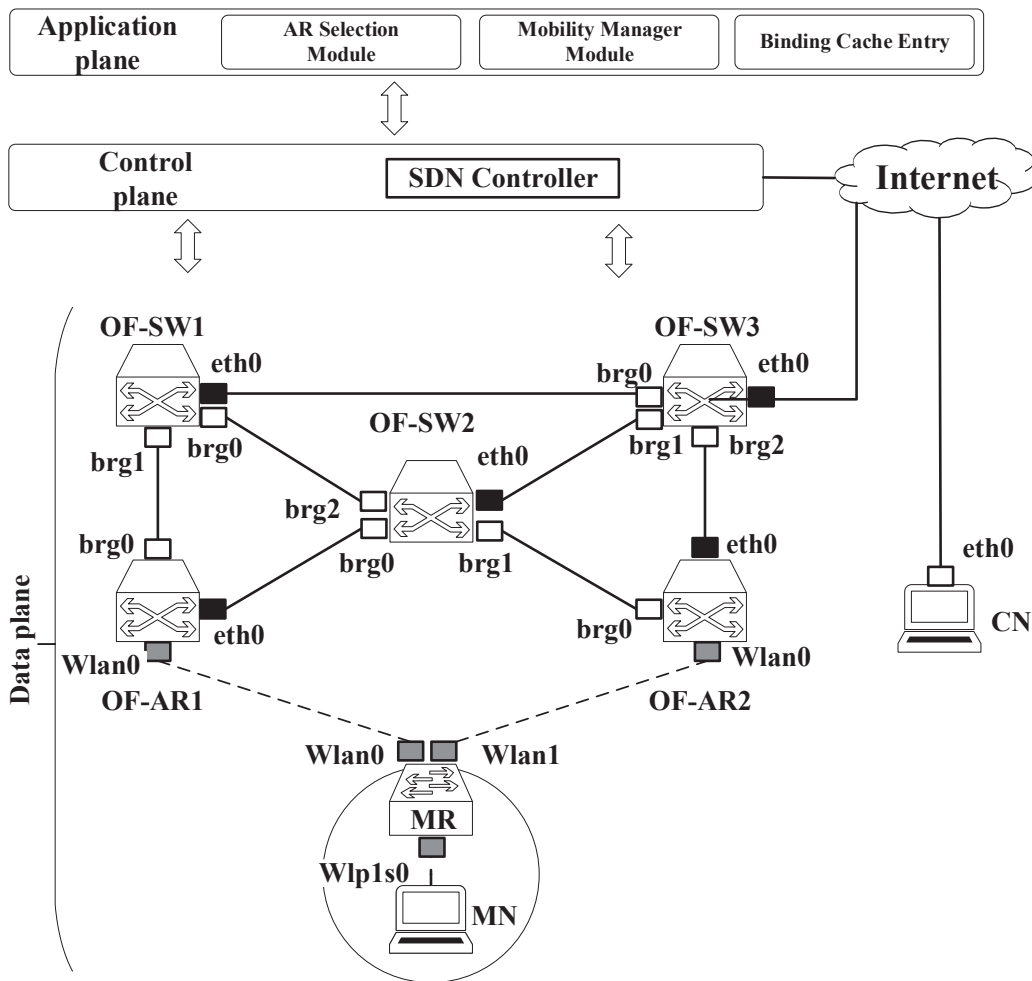 Application plane
AR Selection Module
Mobility Manager Module
Binding Cache Entry
Control plane
SDN Controller
Internet
OF-SW1
OF-SW3
eth0
brg0
eth0
OF-SW2
brg1
brg0
eth0
brg1
brg2
brg2
brg0
brg0
brg1
eth0
eth0
eth0
brg0
CN
Wlan0
Wlan0
OF-AR1
OF-AR2
Data plane
Wlan0
Wlan1
MR
Wlp1s0
MN